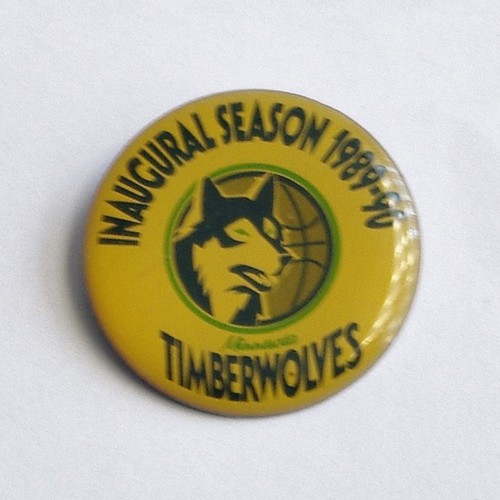 INAUGURAL SEASON 1989-90
Minnesota
TIMBERWOLVES